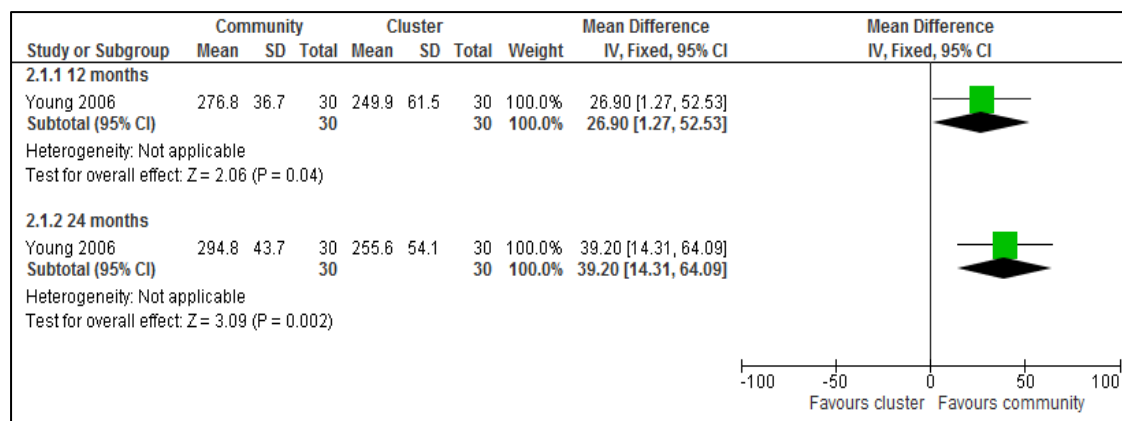 Community Cluster Mean Difference Mean Difference
Study or Subgroup Mean SD Total Mean SD Total Weight IV, Fixed, 95% CI IV, Fixed, 95% CI
2.1.1 12 months
Young 2006 276.8 36.7 30 249.9 61.5 30 100.0% 26.90 [1.27, 52.53]
Subtotal (95% CI) 30 30 100.0% 26.90 [1.27, 52.53]
Heterogeneity: Not applicable
Test for overall effect: Z = 2.06 (P = 0.04)
2.1.2 24 months
Young 2006 294.8 43.7 30 255.6 54.1 30 100.0% 39.20 [14.31, 64.09]
Subtotal (95% CI) 30 30 100.0% 39.20 [14.31, 64.09]
Heterogeneity: Not applicable
Test for overall effect: Z = 3.09 (P = 0.002)
-100 -50 0 50 100
Favours cluster Favours community